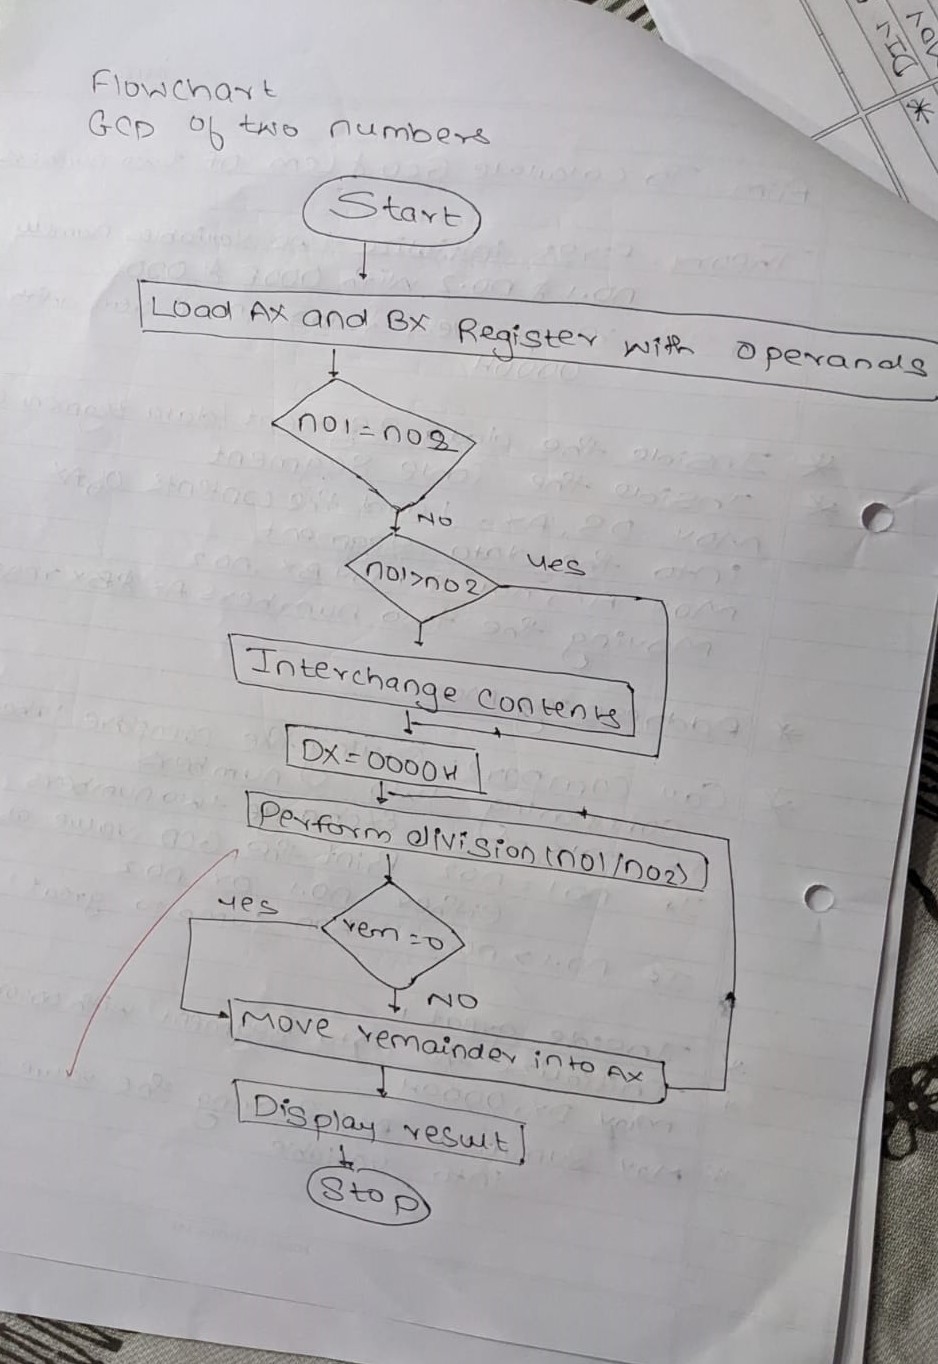 Flowchart
GCD of two numbers
Start
Load AX and BX Register with operands
no1=no2
NO
no1>no2
yes
Interchange Contents
DX=0000H
Perform division (no1/no2)
yes
rem=0
NO
Move remainder into AX
Display result
Stop
MOV
DIV
*